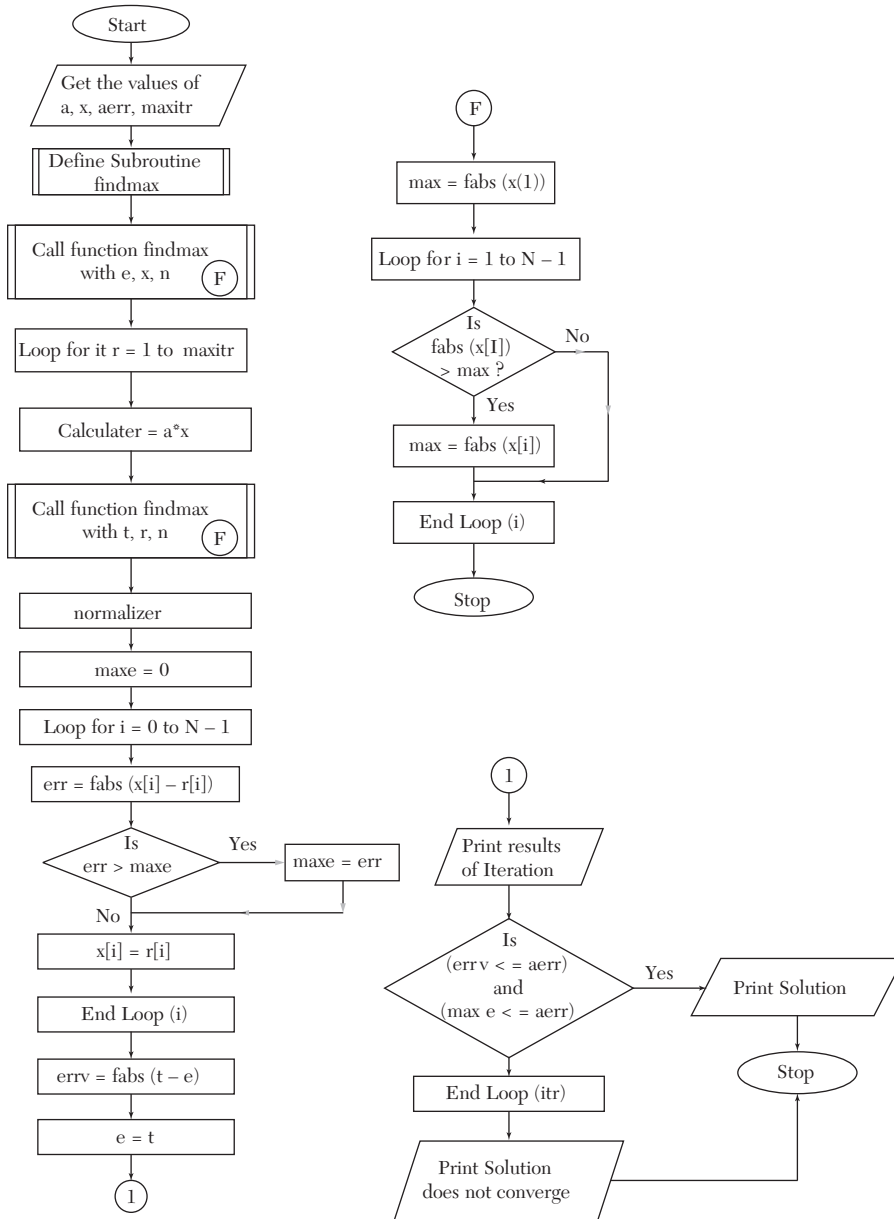 Start
Get the values of
a, x, aerr, maxitr
Define Subroutine
findmax
Call function findmax
with e, x, n
F
Loop for it r = 1 to maxitr
Calculater = a*x
Call function findmax
with t, r, n
F
normalizer
maxe = 0
Loop for i = 0 to N – 1
err = fabs (x[i] – r[i])
Is
err > maxe
Yes
maxe = err
No
x[i] = r[i]
End Loop (i)
errv = fabs (t – e)
e = t
1
F
max = fabs (x(1))
Loop for i = 1 to N – 1
Is
fabs (x[I])
> max ?
No
Yes
max = fabs (x[i])
End Loop (i)
Stop
1
Print results
of Iteration
Is
(err v < = aerr)
and
(max e < = aerr)
Yes
Print Solution
Stop
End Loop (itr)
Print Solution
does not converge